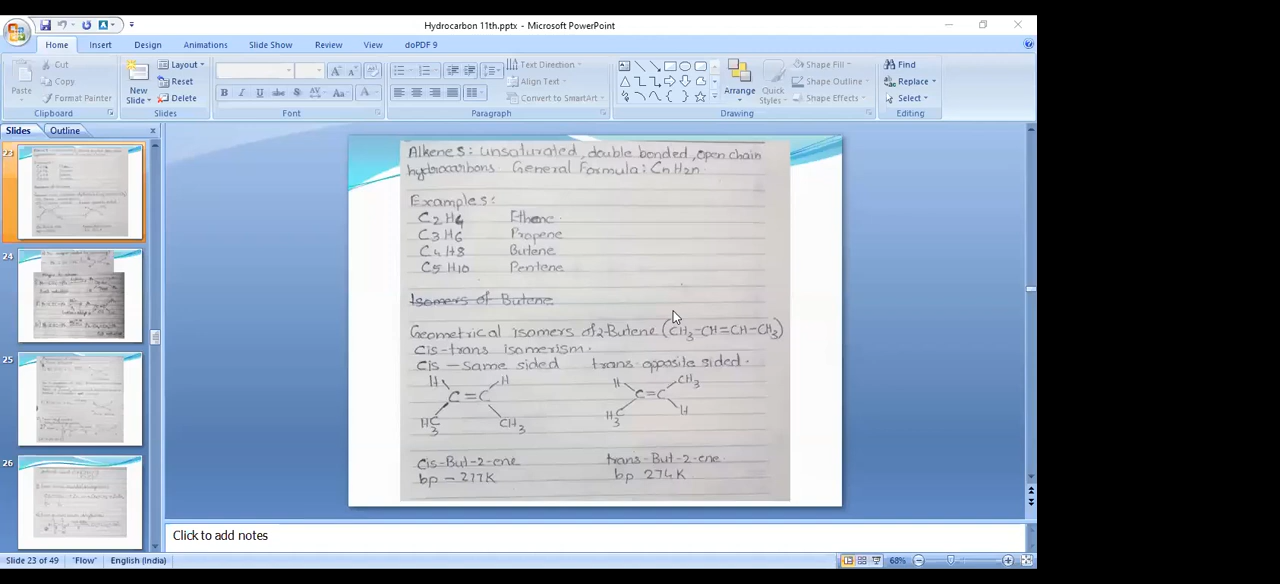 Hydrocarbon 11th.pptx - Microsoft PowerPoint
Home Insert Design Animations Slide Show Review View doPDF 9
Paste
Cut
Copy
Format Painter
Clipboard
New Slide
Layout
Reset
Delete
Slides
B I U abc S AV Aa A
Font
Text Direction
Align Text
Convert to SmartArt
Paragraph
Arrange
Quick Styles
Shape Fill
Shape Outline
Shape Effects
Drawing
Find
Replace
Select
Editing
Slides Outline
23
24
25
26
Alkenes: unsaturated, double bonded, open chain
hydrocarbons General Formula: CnH2n.
Examples:
C2H4 Ethene.
C3H6 Propene
C4H8 Butene
C5H10 Pentene
Isomers of Butene
Geometrical isomers of 2-Butene (CH3-CH=CH-CH3)
Cis-trans isomerism.
Cis - same sided trans opposite sided.
H H
C=C
H3C CH3
H CH3
C=C
H3C H
Cis-But-2-ene trans-But-2-ene.
bp - 277K bp 274K
Click to add notes
Slide 23 of 49 "Flow" English (India) 68%